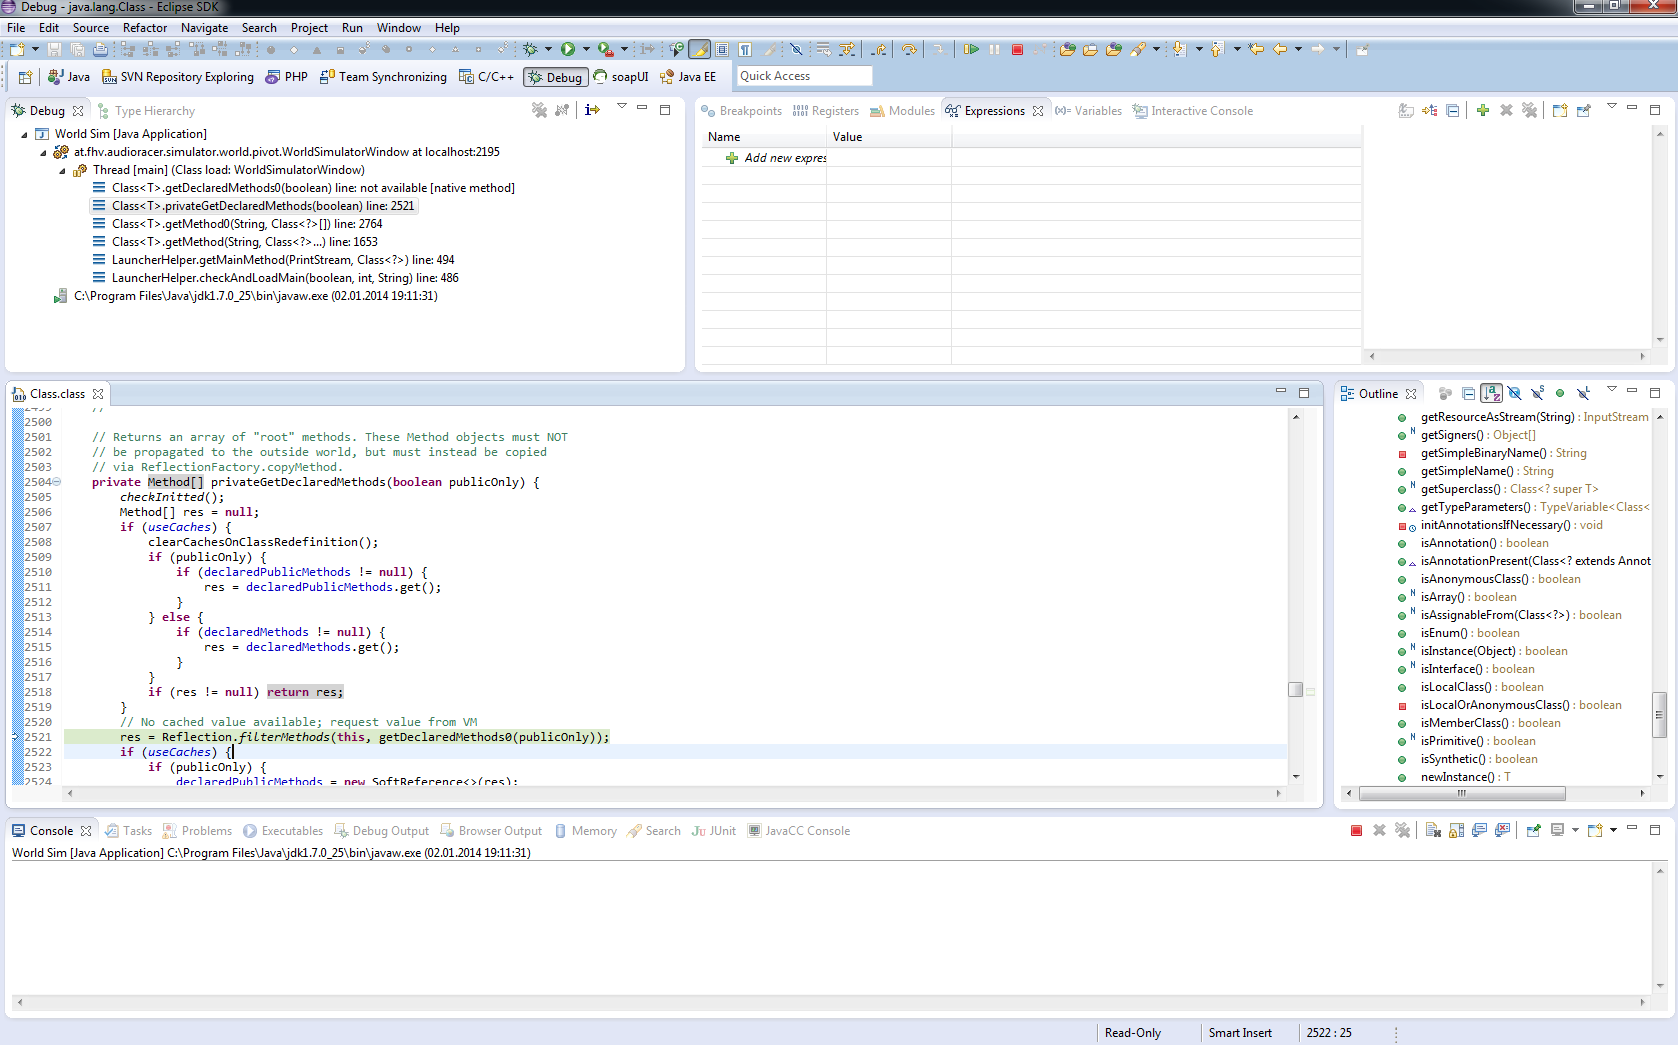 Debug - java.lang.Class - Eclipse SDK
File Edit Source Refactor Navigate Search Project Run Window Help
Java SVN Repository Exploring PHP Team Synchronizing C/C++ Debug soapUI Java EE Quick Access
Debug Type Hierarchy
World Sim [Java Application]
at.fhv.audioracer.simulator.world.pivot.WorldSimulatorWindow at localhost:2195
Thread [main] (Class load: WorldSimulatorWindow)
Class<T>.getDeclaredMethods0(boolean) line: not available [native method]
Class<T>.privateGetDeclaredMethods(boolean) line: 2521
Class<T>.getMethod0(String, Class<?>[]) line: 2764
Class<T>.getMethod(String, Class<?>...) line: 1653
LauncherHelper.getMainMethod(PrintStream, Class<?>) line: 494
LauncherHelper.checkAndLoadMain(boolean, int, String) line: 486
C:\Program Files\Java\jdk1.7.0_25\bin\javaw.exe (02.01.2014 19:11:31)
Breakpoints Registers Modules Expressions Variables Interactive Console
Name Value
Add new expres
Class.class
2499 //
2500
2501 // Returns an array of "root" methods. These Method objects must NOT
2502 // be propagated to the outside world, but must instead be copied
2503 // via ReflectionFactory.copyMethod.
2504 private Method[] privateGetDeclaredMethods(boolean publicOnly) {
2505 checkInitted();
2506 Method[] res = null;
2507 if (useCaches) {
2508 clearCachesOnClassRedefinition();
2509 if (publicOnly) {
2510 if (declaredPublicMethods != null) {
2511 res = declaredPublicMethods.get();
2512 }
2513 } else {
2514 if (declaredMethods != null) {
2515 res = declaredMethods.get();
2516 }
2517 }
2518 if (res != null) return res;
2519 }
2520 // No cached value available; request value from VM
2521 res = Reflection.filterMethods(this, getDeclaredMethods0(publicOnly));
2522 if (useCaches) {
2523 if (publicOnly) {
2524 declaredPublicMethods = new SoftReference<>(res);
Outline
getResourceAsStream(String) : InputStream
getSigners() : Object[]
getSimpleBinaryName() : String
getSimpleName() : String
getSuperclass() : Class<? super T>
getTypeParameters() : TypeVariable<Class<
initAnnotationsIfNecessary() : void
isAnnotation() : boolean
isAnnotationPresent(Class<? extends Annot
isAnonymousClass() : boolean
isArray() : boolean
isAssignableFrom(Class<?>) : boolean
isEnum() : boolean
isInstance(Object) : boolean
isInterface() : boolean
isLocalClass() : boolean
isLocalOrAnonymousClass() : boolean
isMemberClass() : boolean
isPrimitive() : boolean
isSynthetic() : boolean
newInstance() : T
Console Tasks Problems Executables Debug Output Browser Output Memory Search JUnit JavaCC Console
World Sim [Java Application] C:\Program Files\Java\jdk1.7.0_25\bin\javaw.exe (02.01.2014 19:11:31)
Read-Only Smart Insert 2522 : 25